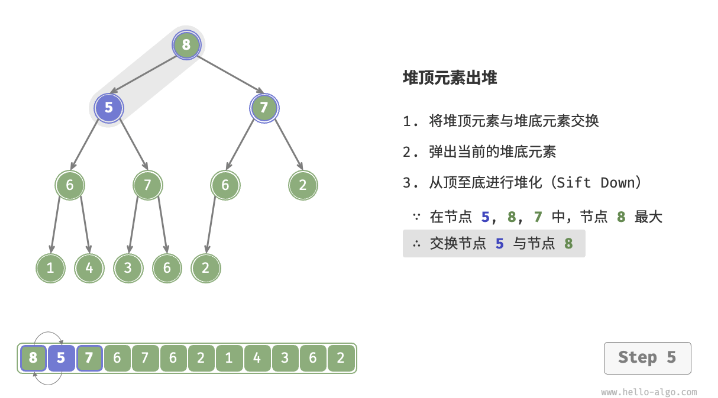 8
堆顶元素出堆
5
7
1. 将堆顶元素与堆底元素交换
2. 弹出当前的堆底元素
3. 从顶至底进行堆化（Sift Down）
6
7
6
2
∵ 在节点 5, 8, 7 中，节点 8 最大
∴ 交换节点 5 与节点 8
1
4
3
6
2
8 5 7 6 7 6 2 1 4 3 6 2
Step 5
www.hello-algo.com